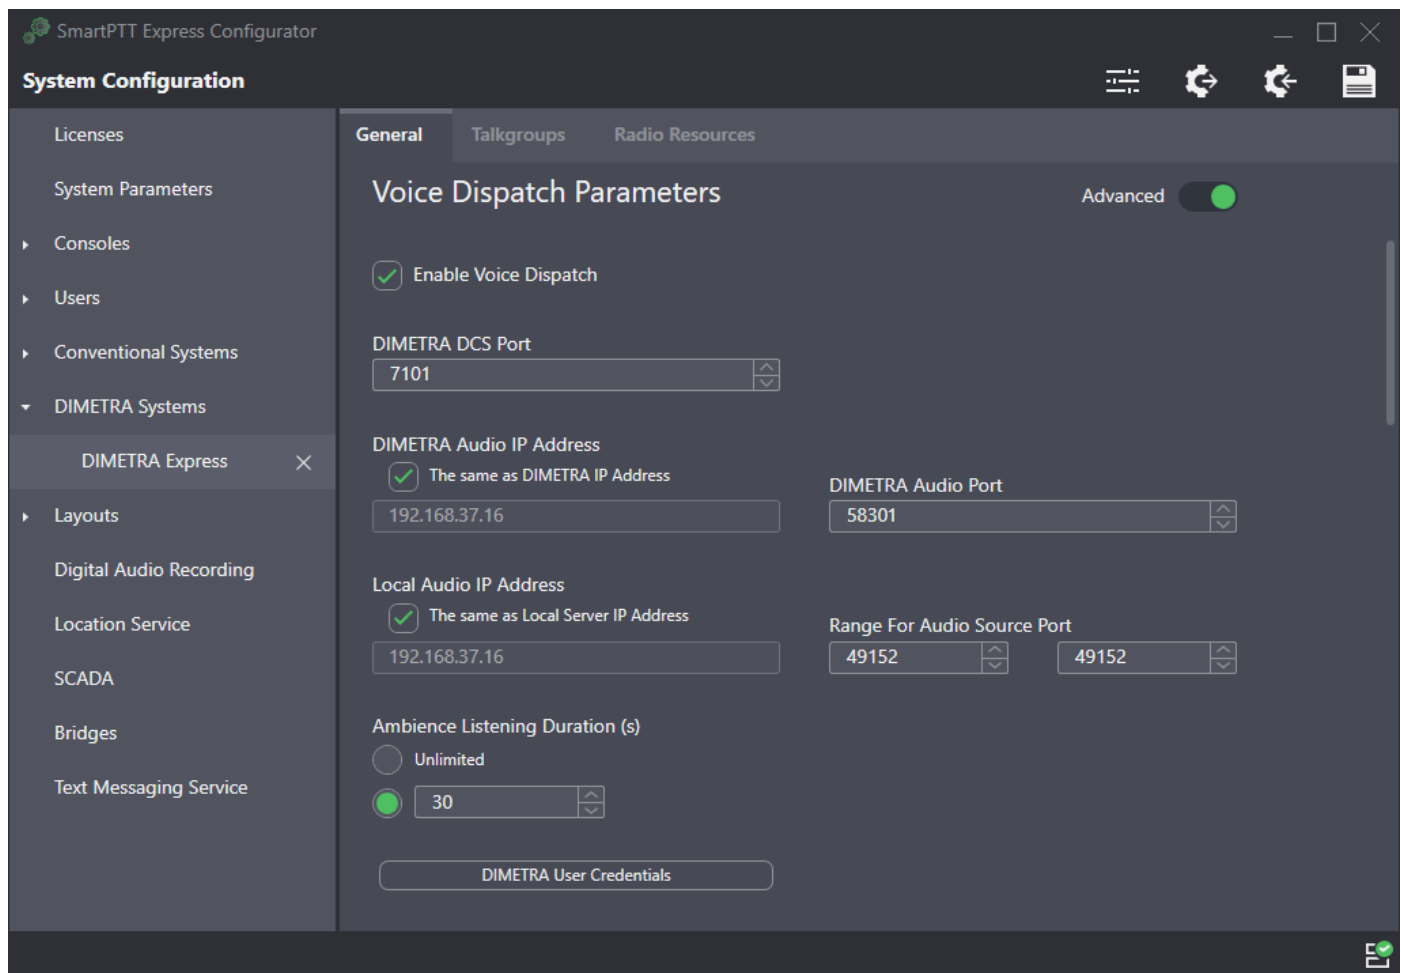 SmartPTT Express Configurator
System Configuration
Licenses
System Parameters
Consoles
Users
Conventional Systems
DIMETRA Systems
DIMETRA Express
Layouts
Digital Audio Recording
Location Service
SCADA
Bridges
Text Messaging Service
General Talkgroups Radio Resources
Voice Dispatch Parameters
Advanced
Enable Voice Dispatch
DIMETRA DCS Port
7101
DIMETRA Audio IP Address
The same as DIMETRA IP Address
192.168.37.16
DIMETRA Audio Port
58301
Local Audio IP Address
The same as Local Server IP Address
192.168.37.16
Range For Audio Source Port
49152 49152
Ambience Listening Duration (s)
Unlimited
30
DIMETRA User Credentials